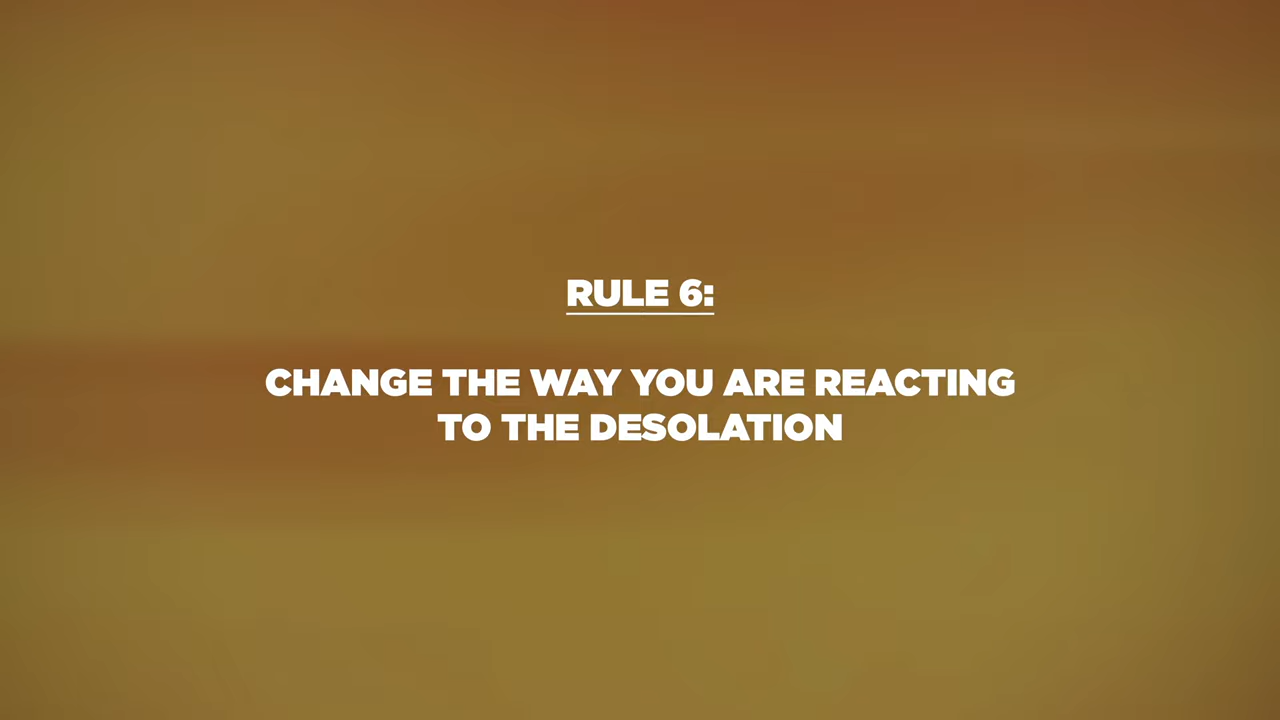 RULE 6:
CHANGE THE WAY YOU ARE REACTING
TO THE DESOLATION